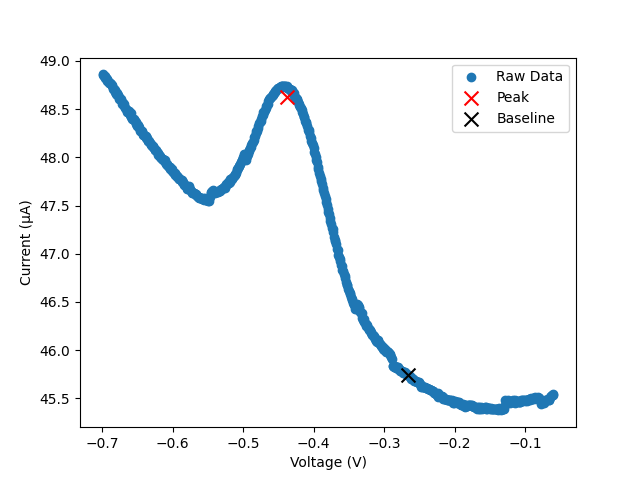 49.0
48.5
48.0
47.5
47.0
46.5
46.0
45.5
Current (μA)
Raw Data
Peak
Baseline
−0.7 −0.6 −0.5 −0.4 −0.3 −0.2 −0.1
Voltage (V)